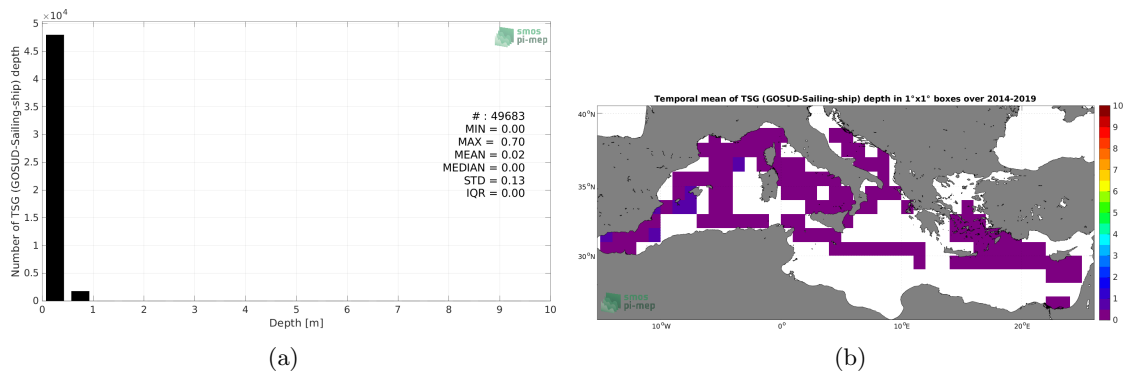 ×10⁴
5
4.5
4
3.5
3
2.5
2
1.5
1
0.5
0
Number of TSG (GOSUD-Sailing-ship) depth
smos
pi-mep
# : 49683
MIN = 0.00
MAX = 0.70
MEAN = 0.02
MEDIAN = 0.00
STD = 0.13
IQR = 0.00
0 1 2 3 4 5 6 7 8 9 10
Depth [m]
(a)
Temporal mean of TSG (GOSUD-Sailing-ship) depth in 1°x1° boxes over 2014-2019
40°N
35°N
30°N
smos
pi-mep
10°W 0° 10°E 20°E
10
9
8
7
6
5
4
3
2
1
0
(b)